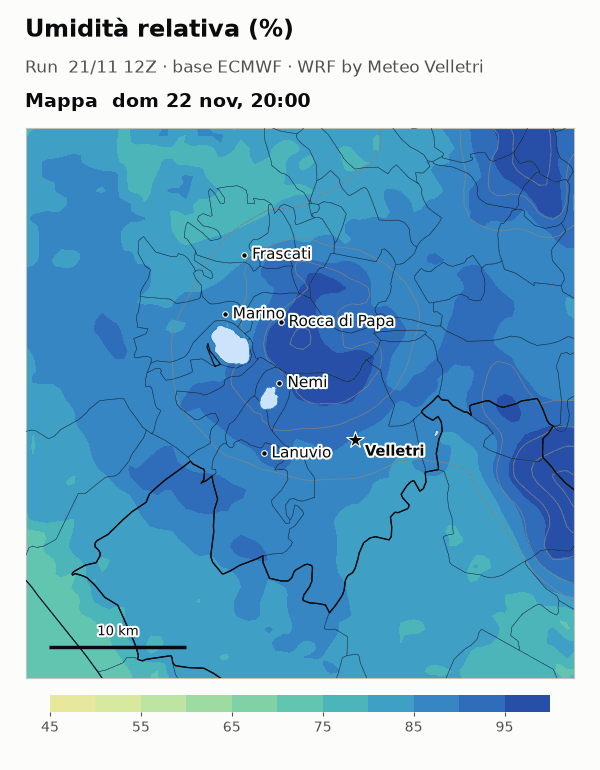 Umidità relativa (%)
Run  21/11 12Z · base ECMWF · WRF by Meteo Velletri
Mappa  dom 22 nov, 20:00
Frascati
Marino
Rocca di Papa
Nemi
Velletri
Lanuvio
10 km
45 55 65 75 85 95